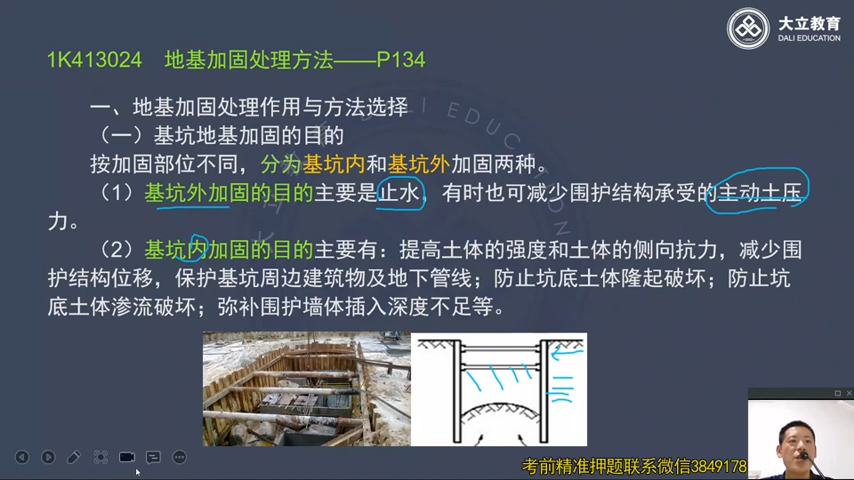 大立教育
DALI EDUCATION
1K413024 地基加固处理方法——P134
一、地基加固处理作用与方法选择
（一）基坑地基加固的目的
按加固部位不同，分为基坑内和基坑外加固两种。
（1）基坑外加固的目的主要是止水，有时也可减少围护结构承受的主动土压
力。
（2）基坑内加固的目的主要有：提高土体的强度和土体的侧向抗力，减少围
护结构位移，保护基坑周边建筑物及地下管线；防止坑底土体隆起破坏；防止坑
底土体渗流破坏；弥补围护墙体插入深度不足等。
考前精准押题联系微信3849178